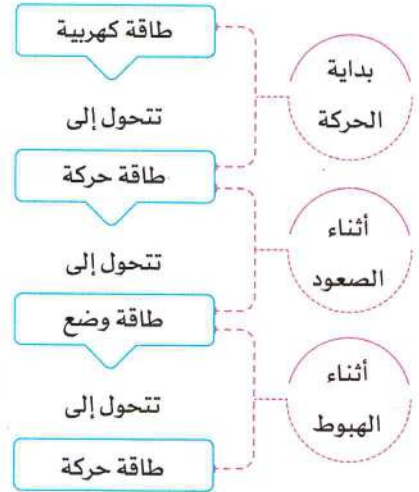 بداية
الحركة
طاقة كهربية
تتحول إلى
طاقة حركة
أثناء
الصعود
تتحول إلى
طاقة وضع
أثناء
الهبوط
تتحول إلى
طاقة حركة